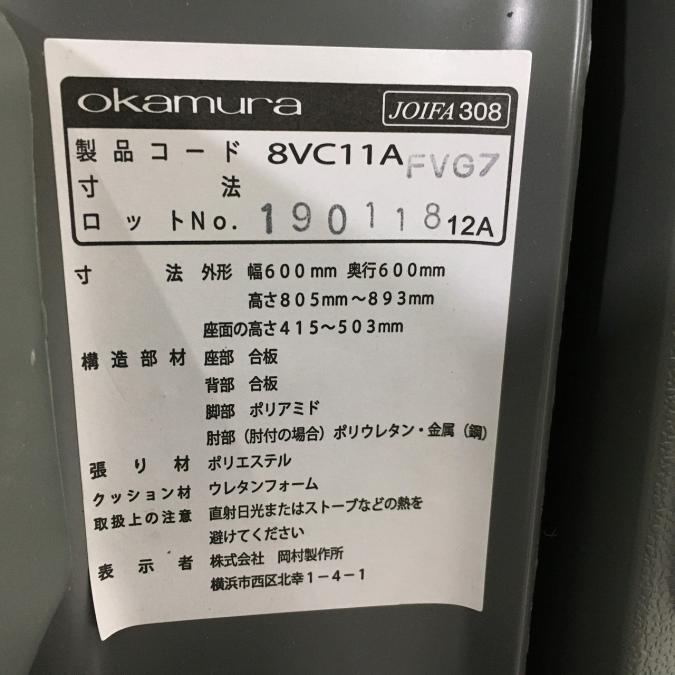 okamura JOIFA308
製品コード 8VC11A FVG7
寸法
ロットNo. 190118 12A
寸法 外形 幅600mm 奥行600mm
高さ805mm～893mm
座面の高さ415～503mm
構造部材 座部 合板
背部 合板
脚部 ポリアミド
肘部（肘付の場合）ポリウレタン・金属（鋼）
張り材 ポリエステル
クッション材 ウレタンフォーム
取扱上の注意 直射日光またはストーブなどの熱を
避けてください
表示者 株式会社 岡村製作所
横浜市西区北幸1-4-1